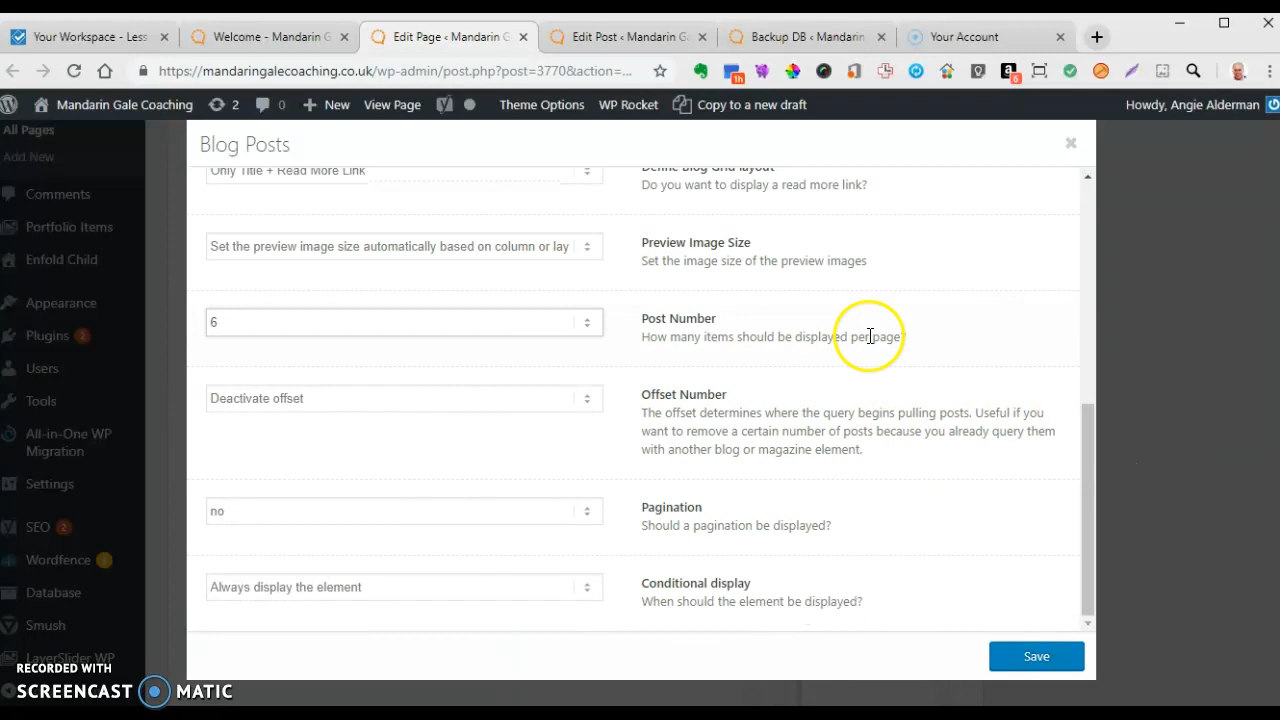 Your Workspace - Less
Welcome - Mandarin G
Edit Page ‹ Mandarin G
Edit Post ‹ Mandarin Ga
Backup DB ‹ Mandarin
Your Account
https://mandaringalecoaching.co.uk/wp-admin/post.php?post=3770&action=...
1h
6
Mandarin Gale Coaching
2
0
New
View Page
Theme Options
WP Rocket
Copy to a new draft
Howdy, Angie Alderman
All Pages
Add New
Comments
Portfolio Items
Enfold Child
Appearance
Plugins 2
Users
Tools
All-in-One WP
Migration
Settings
SEO 2
Wordfence
Database
Smush
LayerSlider WP
Blog Posts
Only Title + Read More Link
Define Blog Grid layout
Do you want to display a read more link?
Set the preview image size automatically based on column or lay
Preview Image Size
Set the image size of the preview images
6
Post Number
How many items should be displayed per page?
Deactivate offset
Offset Number
The offset determines where the query begins pulling posts. Useful if you
want to remove a certain number of posts because you already query them
with another blog or magazine element.
no
Pagination
Should a pagination be displayed?
Always display the element
Conditional display
When should the element be displayed?
Save
RECORDED WITH
SCREENCAST MATIC